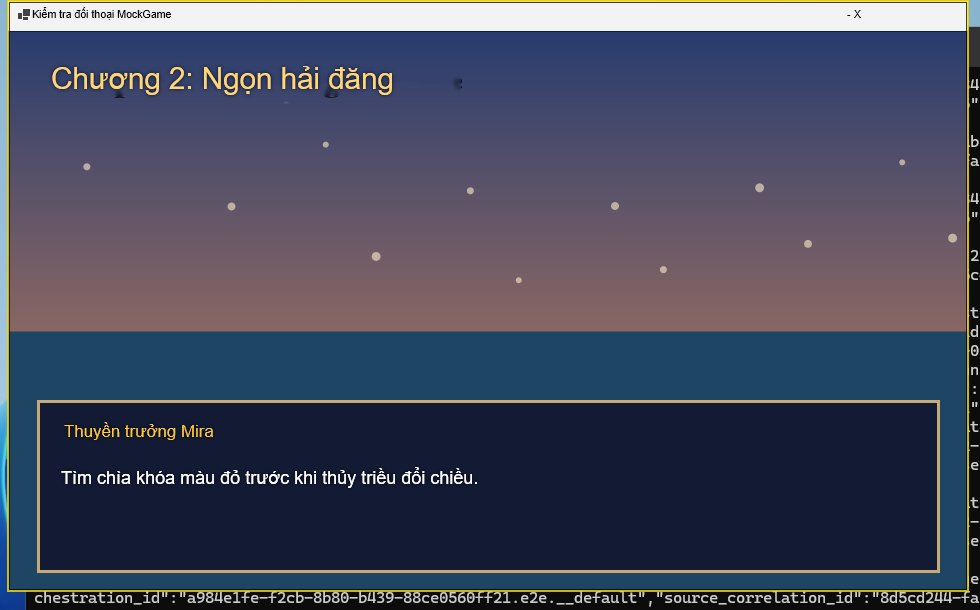 Kiểm tra đối thoại MockGame
- X
Chương 2: Ngọn hải đăng
Thuyền trưởng Mira
Tìm chìa khóa màu đỏ trước khi thủy triều đổi chiều.
chestration_id":"a984e1fe-f2cb-8b80-b439-88ce0560ff21.e2e.__default","source_correlation_id":"8d5cd244-fa